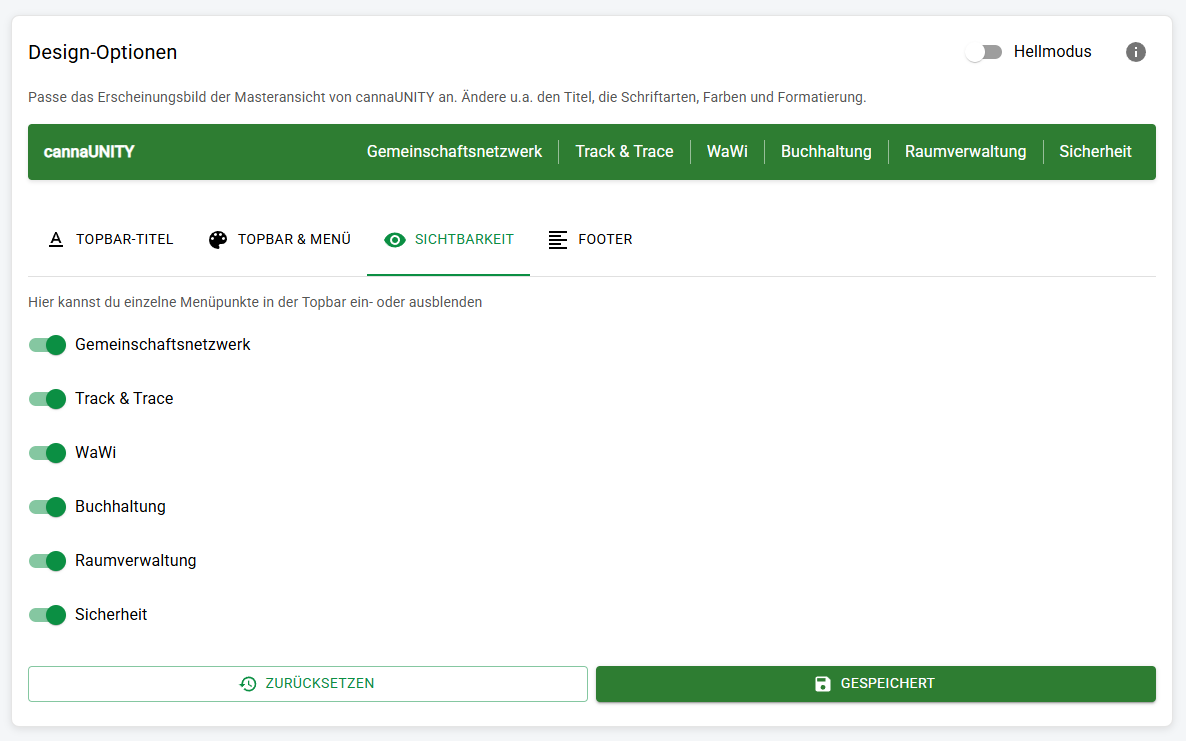 Design-Optionen
Hellmodus
Passe das Erscheinungsbild der Masteransicht von cannaUNITY an. Ändere u.a. den Titel, die Schriftarten, Farben und Formatierung.
cannaUNITY
Gemeinschaftsnetzwerk
Track & Trace
WaWi
Buchhaltung
Raumverwaltung
Sicherheit
TOPBAR-TITEL
TOPBAR & MENÜ
SICHTBARKEIT
FOOTER
Hier kannst du einzelne Menüpunkte in der Topbar ein- oder ausblenden
Gemeinschaftsnetzwerk
Track & Trace
WaWi
Buchhaltung
Raumverwaltung
Sicherheit
ZURÜCKSETZEN
GESPEICHERT